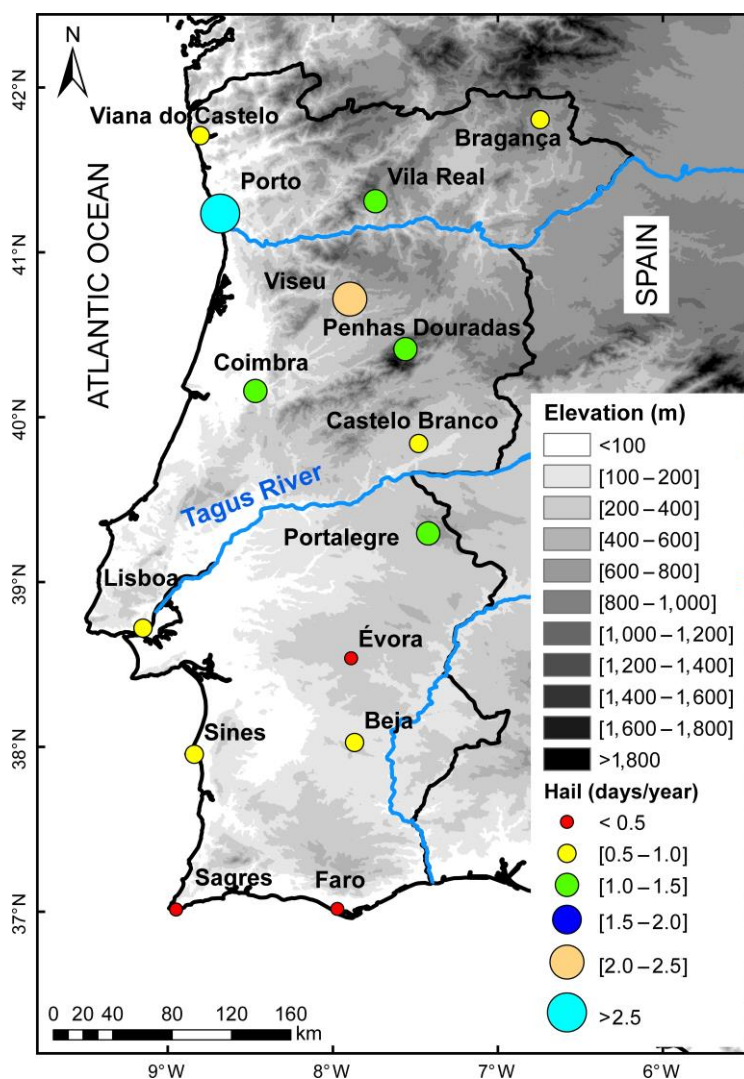 N
42°N
41°N
40°N
39°N
38°N
37°N
9°W
8°W
7°W
6°W
ATLANTIC OCEAN
SPAIN
Viana do Castelo
Bragança
Porto
Vila Real
Viseu
Penhas Douradas
Coimbra
Castelo Branco
Tagus River
Portalegre
Lisboa
Évora
Beja
Sines
Sagres
Faro
Elevation (m)
<100
[100 – 200]
[200 – 400]
[400 – 600]
[600 – 800]
[800 – 1,000]
[1,000 – 1,200]
[1,200 – 1,400]
[1,400 – 1,600]
[1,600 – 1,800]
>1,800
Hail (days/year)
< 0.5
[0.5 – 1.0]
[1.0 – 1.5]
[1.5 – 2.0]
[2.0 – 2.5]
>2.5
0 20 40 80 120 160
km